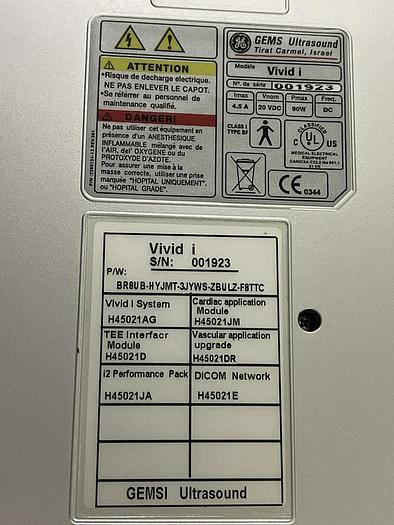 ATTENTION
•Risque de decharge electrique.
NE PAS ENLEVER LE CAPOT.
•Se référer au personnel de
maintenance qualifié.
DANGER!
Ne pas utiliser cet équipement en
présence d'un ANESTHESIQUE
INFLAMMABLE mélangé avec de
l'AIR, de l' OXYGENE ou du
PROTOXYDE D'AZOTE.
Pour assurer une mise à la
masse correcte, utiliser une prise
marquée "HOPITAL UNIQUEMENT".
ou "HOPITAL GRADE".
GE
GEMS Ultrasound
Tirat Carmel, Israel
Modèle
Vivid i
N°. de série
001923
Imax Vnom Pmax Freq.
4.5 A 20 VDC 90W DC
CLASS I
TYPE BF
CLASSIFIED
C UL US
MEDICAL ELECTRICAL
EQUIPMENT
CE 0344
Vivid i
S/N: 001923
P/W:
BR8UB-HYJMT-3JYWS-ZBULZ-F8TTC
Vivid I System
H45021AG
Cardiac application
Module
H45021JM
TEE Interfacr
Module
H45021D
Vascular application
upgrade
H45021DR
i2 Performance Pack
H45021JA
DICOM Network
H45021E
GEMSI Ultrasound